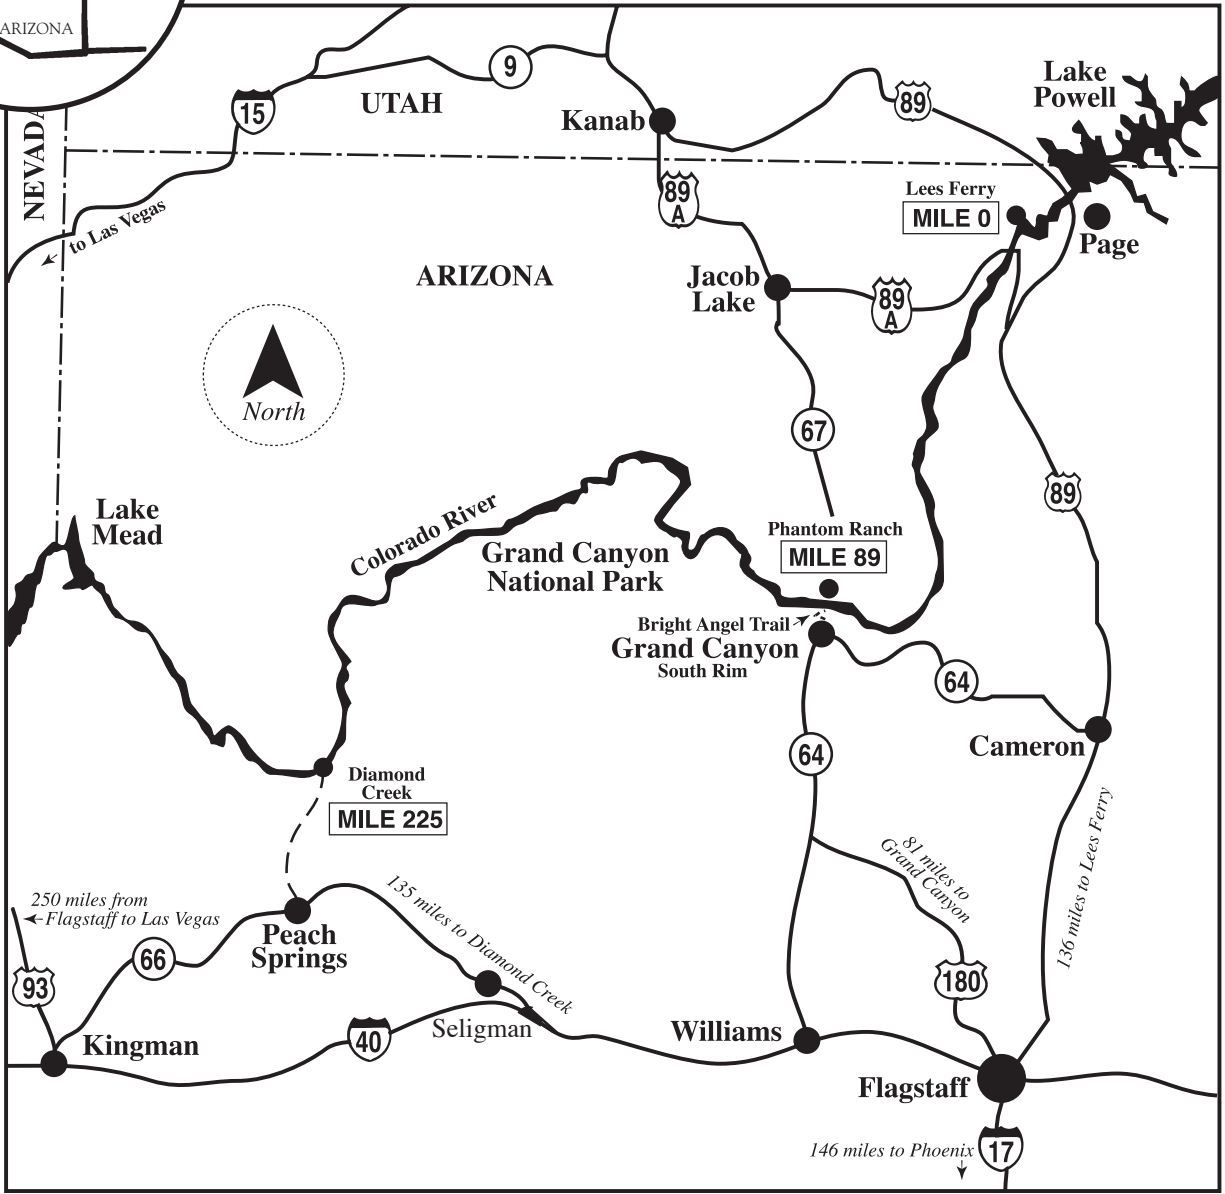 ARIZONA
9
15
UTAH
Kanab
89
Lake
Powell
NEVADA
to Las Vegas
89
A
Lees Ferry
MILE 0
Page
ARIZONA
Jacob
Lake
89
A
North
67
89
Lake
Mead
Colorado River
Grand Canyon
National Park
Phantom Ranch
MILE 89
Bright Angel Trail
Grand Canyon
South Rim
64
64
Cameron
Diamond
Creek
MILE 225
81 miles to
Grand Canyon
136 miles to Lees Ferry
250 miles from
Flagstaff to Las Vegas
135 miles to Diamond Creek
Peach
Springs
66
93
180
Kingman
40
Seligman
Williams
Flagstaff
146 miles to Phoenix
17